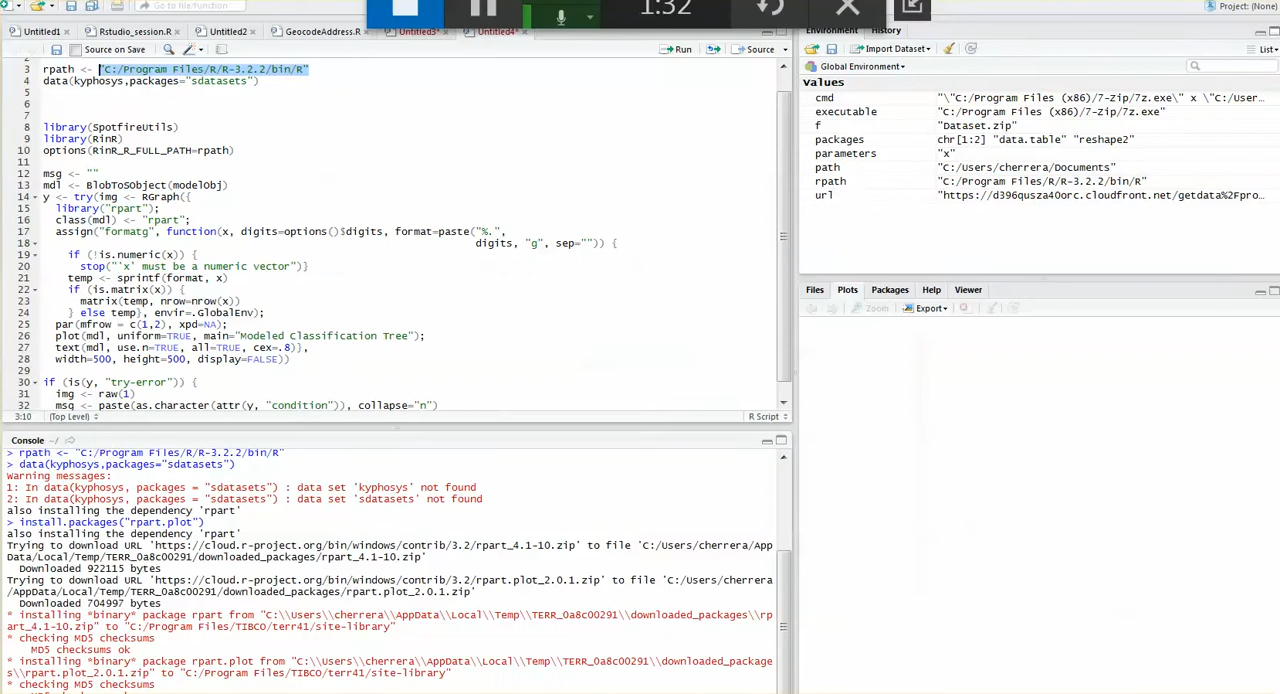 Go to file/function
1:32
Project: (None)
Untitled1
Rstudio_session.R
Untitled2
GeocodeAddress.R
Untitled3*
Untitled4*
Source on Save
Run
Source
2
3 rpath <- "C:/Program Files/R/R-3.2.2/bin/R"
4 data(kyphosys,packages="sdatasets")
5
6
7
8 library(SpotfireUtils)
9 library(RinR)
10 options(RinR_R_FULL_PATH=rpath)
11
12 msg <- ""
13 mdl <- BlobToSObject(modelObj)
14 y <- try(img <- RGraph({
15 library("rpart");
16 class(mdl) <- "rpart";
17 assign("formatg", function(x, digits=options()$digits, format=paste("%.",
18 digits, "g", sep="")) {
19 if (!is.numeric(x)) {
20 stop("'x' must be a numeric vector")}
21 temp <- sprintf(format, x)
22 if (is.matrix(x)) {
23 matrix(temp, nrow=nrow(x))
24 } else temp}, envir=.GlobalEnv);
25 par(mfrow = c(1,2), xpd=NA);
26 plot(mdl, uniform=TRUE, main="Modeled Classification Tree");
27 text(mdl, use.n=TRUE, all=TRUE, cex=.8)},
28 width=500, height=500, display=FALSE))
29
30 if (is(y, "try-error")) {
31 img <- raw(1)
32 msg <- paste(as.character(attr(y, "condition")), collapse="n")
3:10 (Top Level)
R Script
Console ~/
> rpath <- "C:/Program Files/R/R-3.2.2/bin/R"
> data(kyphosys,packages="sdatasets")
Warning messages:
1: In data(kyphosys, packages = "sdatasets") : data set 'kyphosys' not found
2: In data(kyphosys, packages = "sdatasets") : data set 'sdatasets' not found
also installing the dependency 'rpart'
> install.packages("rpart.plot")
also installing the dependency 'rpart'
Trying to download URL 'https://cloud.r-project.org/bin/windows/contrib/3.2/rpart_4.1-10.zip' to file 'C:/Users/cherrera/App
Data/Local/Temp/TERR_0a8c00291/downloaded_packages/rpart_4.1-10.zip'
Downloaded 922115 bytes
Trying to download URL 'https://cloud.r-project.org/bin/windows/contrib/3.2/rpart.plot_2.0.1.zip' to file 'C:/Users/cherrera
/AppData/Local/Temp/TERR_0a8c00291/downloaded_packages/rpart.plot_2.0.1.zip'
Downloaded 704997 bytes
* installing *binary* package rpart from "C:\\Users\\cherrera\\AppData\\Local\\Temp\\TERR_0a8c00291\\downloaded_packages\\rp
art_4.1-10.zip" to "C:/Program Files/TIBCO/terr41/site-library"
* checking MD5 checksums
MD5 checksums ok
* installing *binary* package rpart.plot from "C:\\Users\\cherrera\\AppData\\Local\\Temp\\TERR_0a8c00291\\downloaded_package
s\\rpart.plot_2.0.1.zip" to "C:/Program Files/TIBCO/terr41/site-library"
* checking MD5 checksums
Environment History
Import Dataset
List
Global Environment
Values
cmd "\"C:/Program Files (x86)/7-Zip/7z.exe\" x \"C:/User…
executable "C:/Program Files (x86)/7-Zip/7z.exe"
f "Dataset.zip"
packages chr[1:2] "data.table" "reshape2"
parameters "x"
path "C:/Users/cherrera/Documents"
rpath "C:/Program Files/R/R-3.2.2/bin/R"
url "https://d396qusza40orc.cloudfront.net/getdata%2Fpro…
Files Plots Packages Help Viewer
Zoom Export